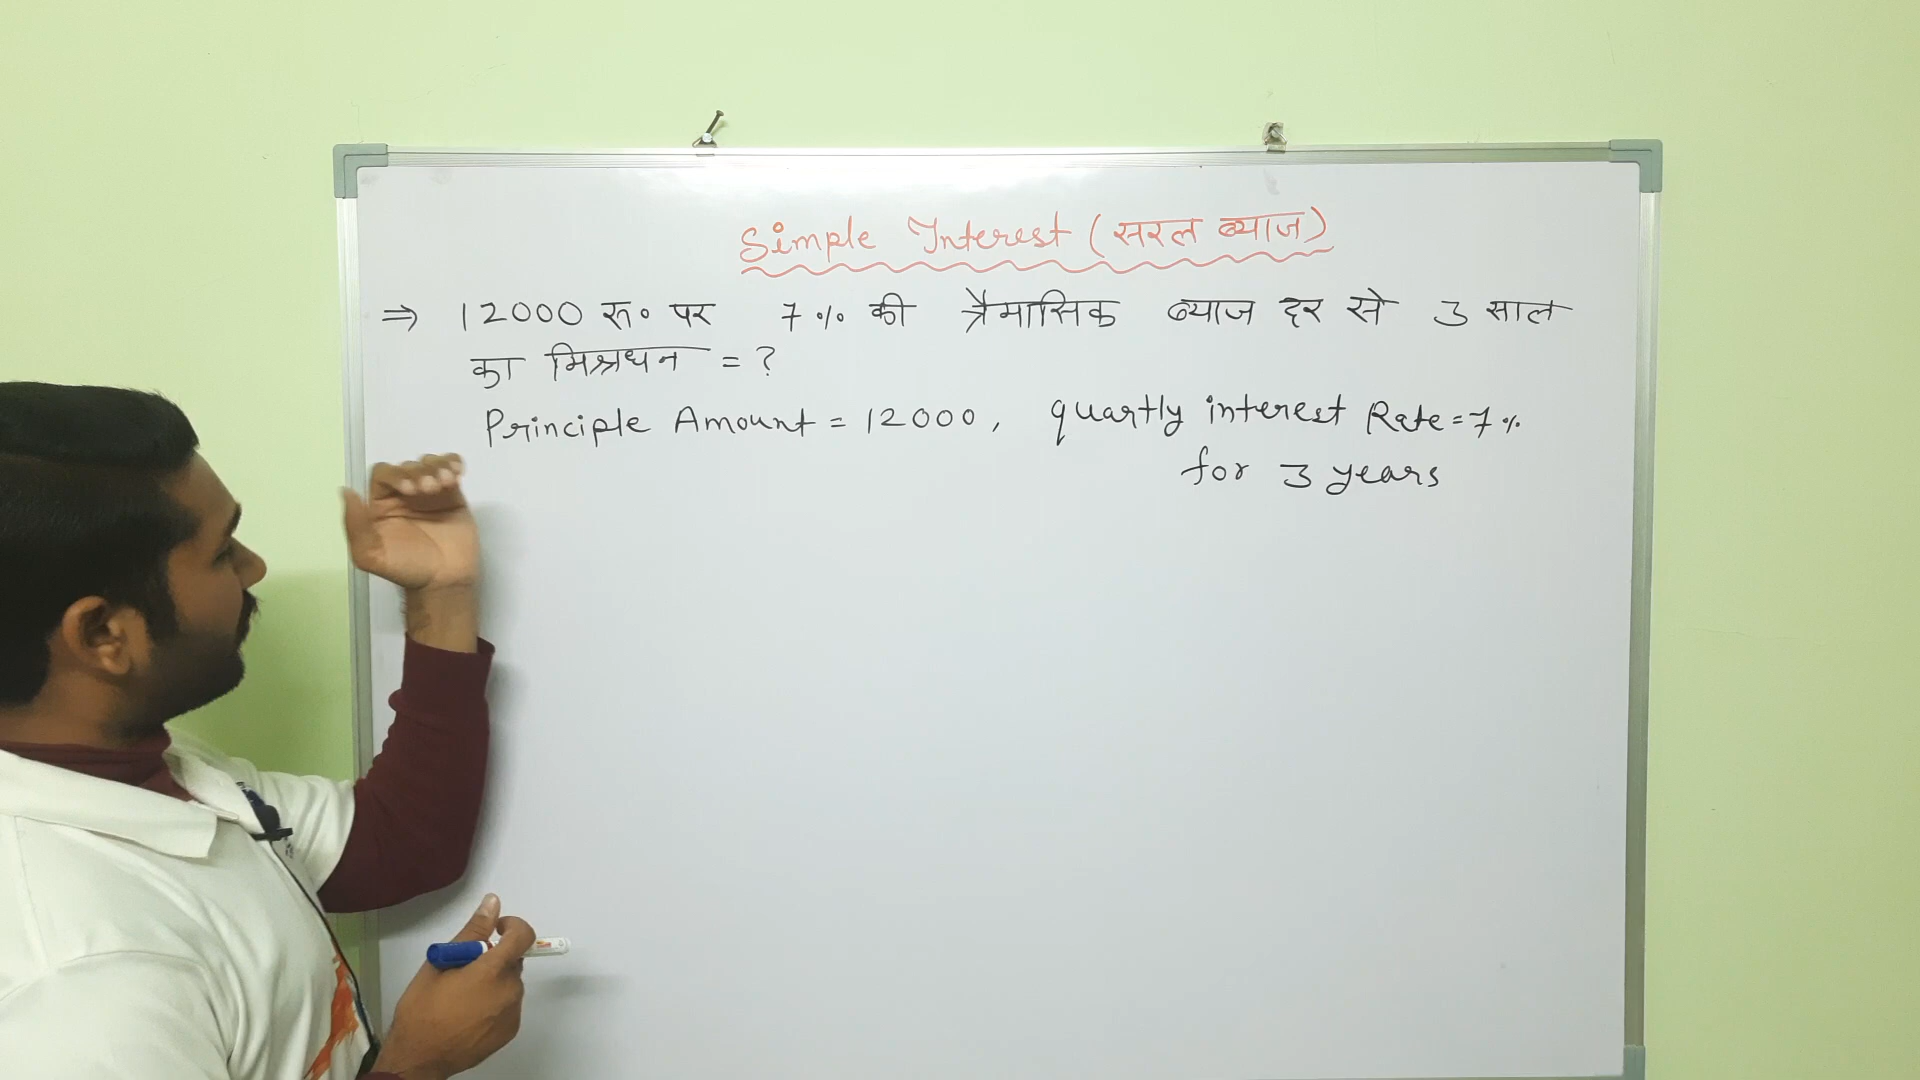 Simple Interest (सरल ब्याज)
⇒ 12000 रू० पर 7% की त्रैमासिक ब्याज दर से 3 साल
का मिश्रधन = ?
Principle Amount = 12000, quartly interest Rate = 7%
for 3 years